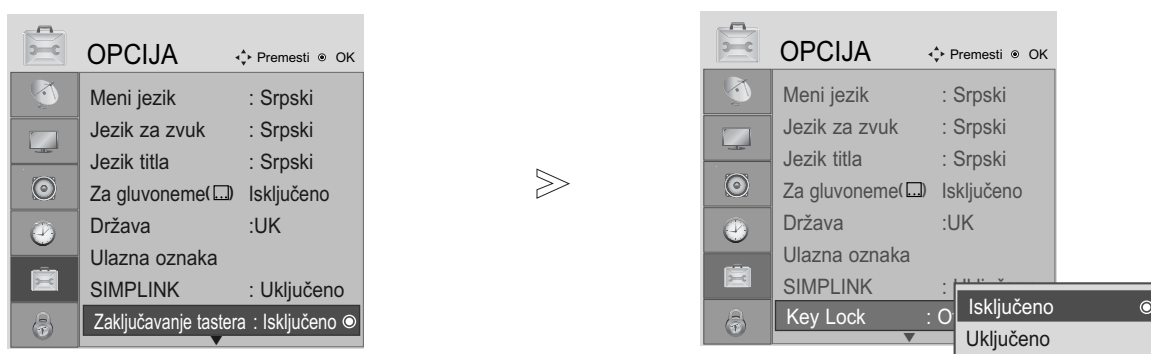 OPCIJA Premesti OK
Meni jezik : Srpski
Jezik za zvuk : Srpski
Jezik titla : Srpski
Za gluvoneme( ) Isključeno
Država :UK
Ulazna oznaka
SIMPLINK : Uključeno
Zaključavanje tastera : Isključeno
OPCIJA Premesti OK
Meni jezik : Srpski
Jezik za zvuk : Srpski
Jezik titla : Srpski
Za gluvoneme( ) Isključeno
Država :UK
Ulazna oznaka
SIMPLINK :
Key Lock : O
Isključeno
Uključeno